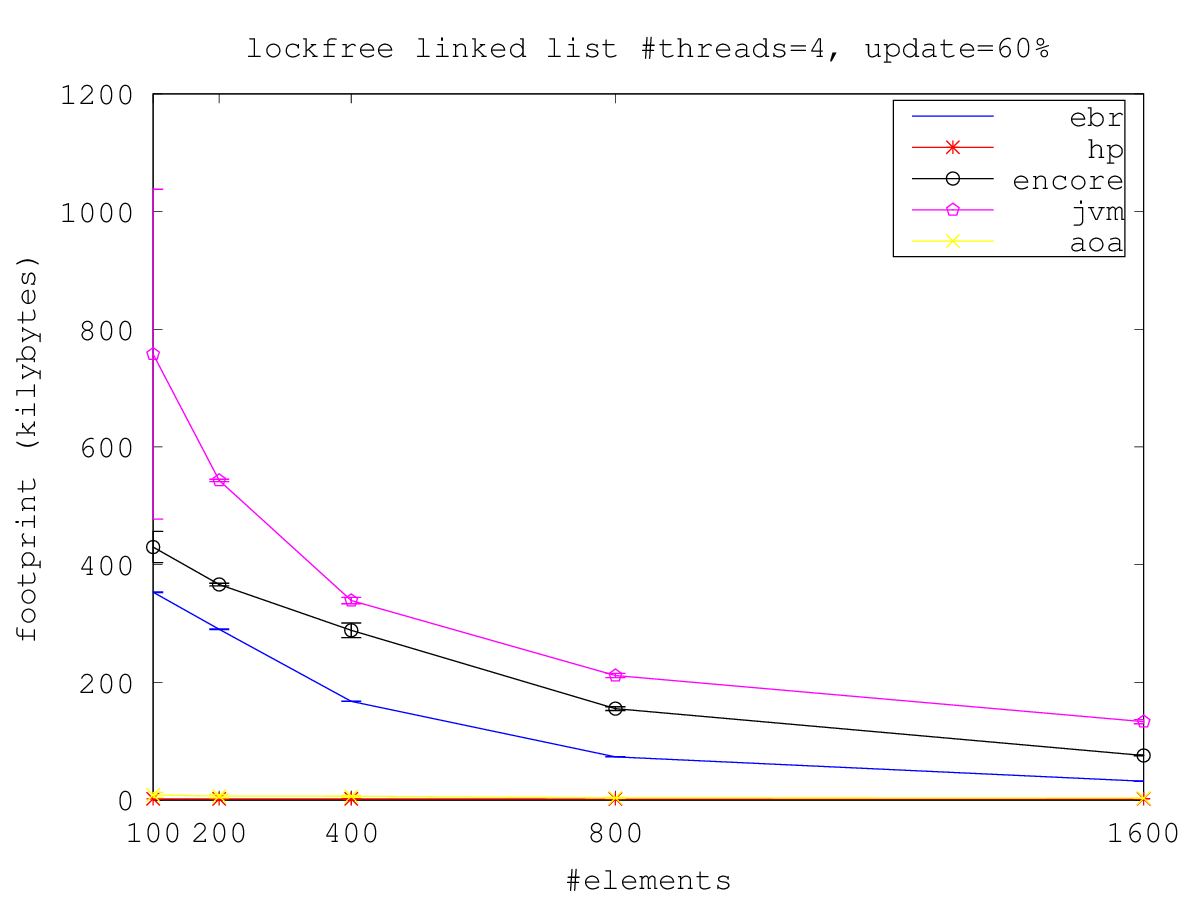 lockfree linked list #threads=4, update=60%
1200
1000
800
600
400
200
0
footprint (kilybytes)
ebr
hp
encore
jvm
aoa
100 200 400 800 1600
#elements